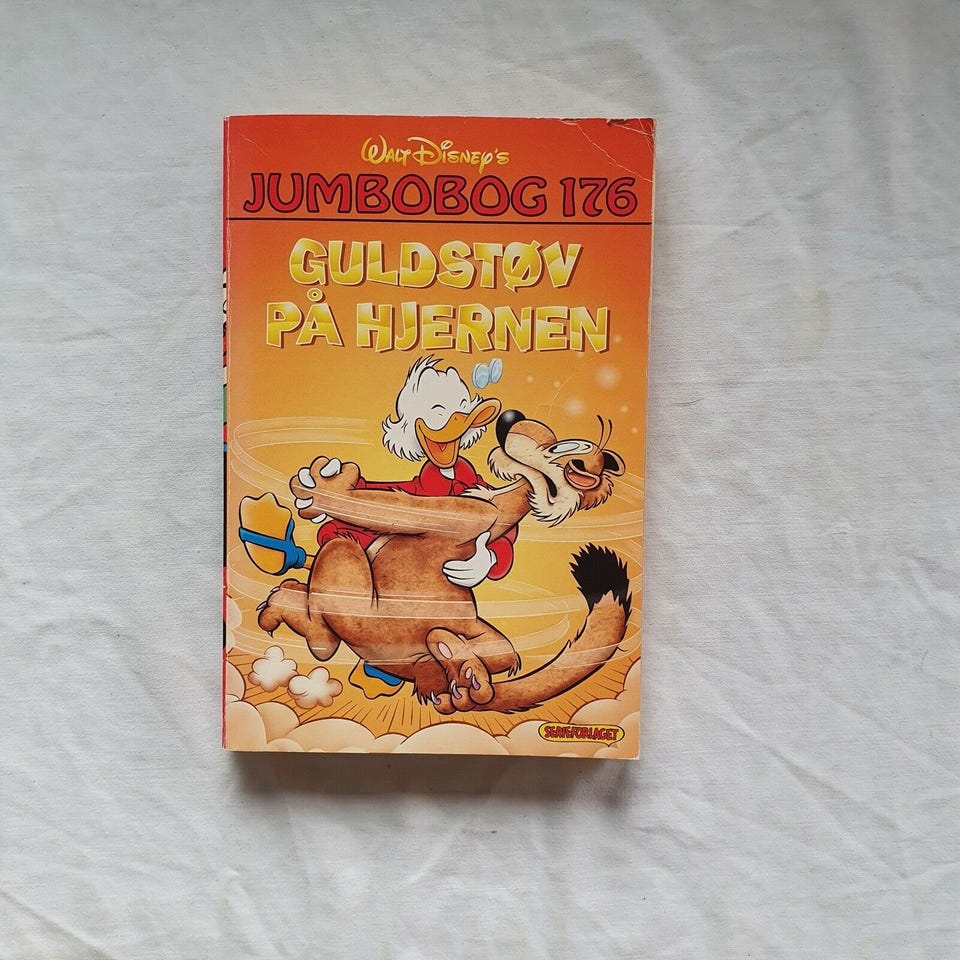 WALT DISNEY'S
JUMBOBOG 176
GULDSTØV
PÅ HJERNEN
SERIEFORLAGET